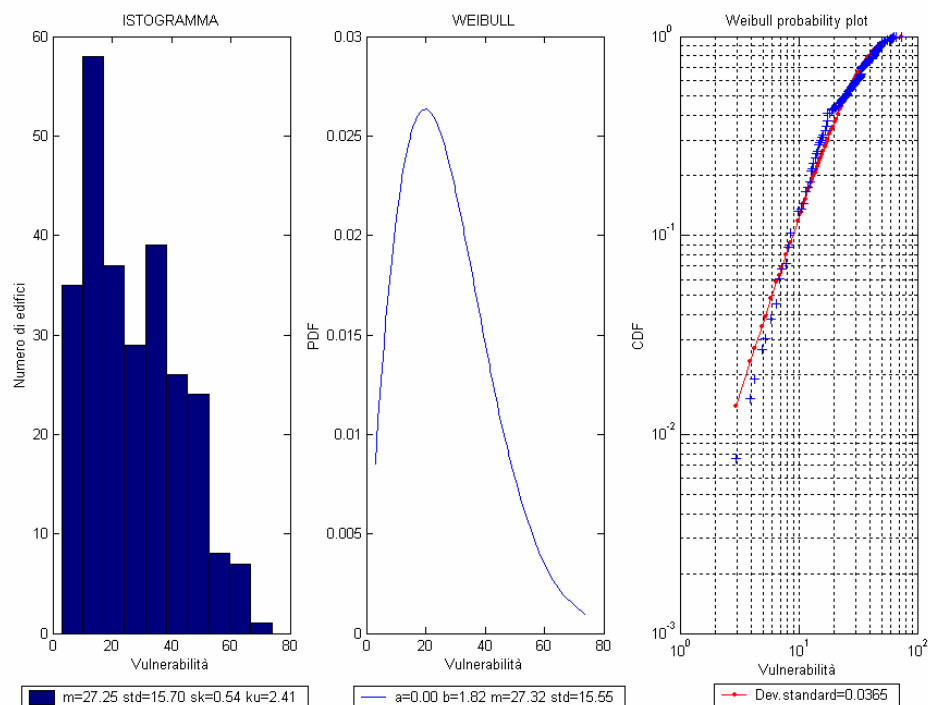 ISTOGRAMMA
60
50
40
30
20
10
0
0 20 40 60 80
Numero di edifici
Vulnerabilità
m=27.25 std=15.70 sk=0.54 ku=2.41
WEIBULL
0.03
0.025
0.02
0.015
0.01
0.005
0
0 20 40 60 80
PDF
Vulnerabilità
a=0.00 b=1.82 m=27.32 std=15.55
Weibull probability plot
10^0
10^-1
10^-2
10^-3
10^0 10^1 10^2
CDF
Vulnerabilità
Dev.standard=0.0365